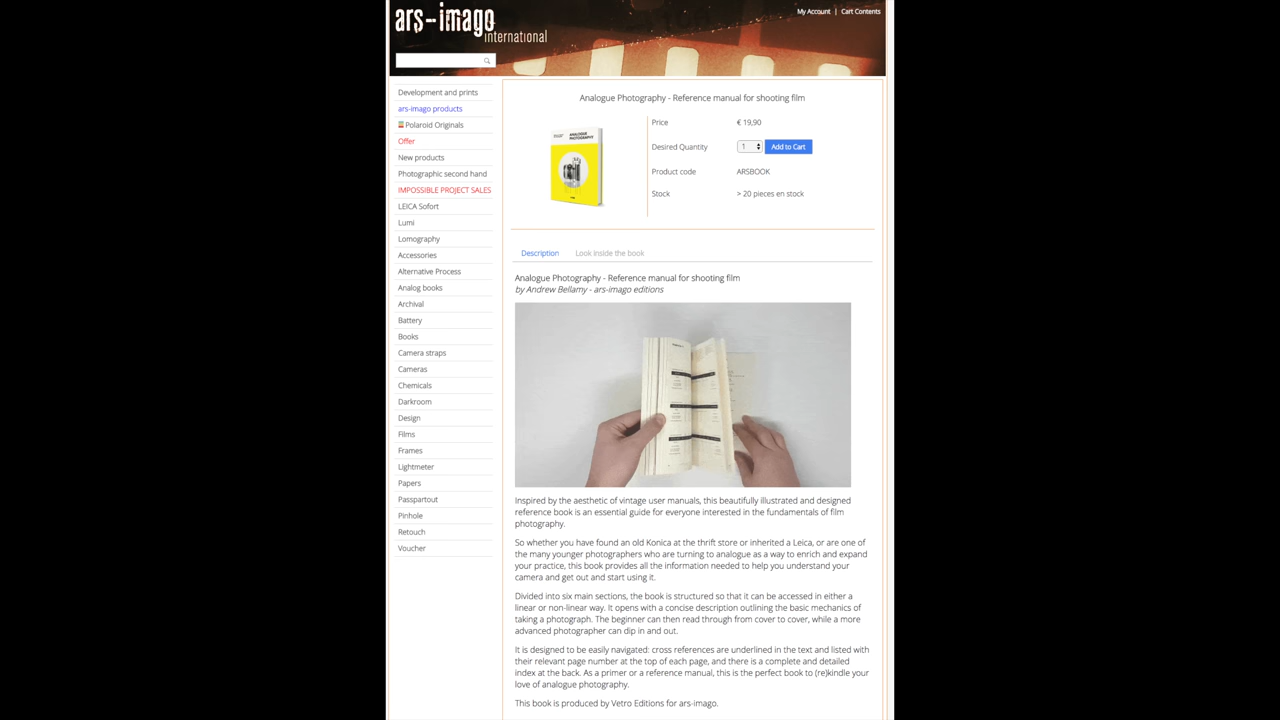 ars-imago
international
My Account | Cart Contents
Development and prints
ars-imago products
Polaroid Originals
Offer
New products
Photographic second hand
IMPOSSIBLE PROJECT SALES
LEICA Sofort
Lumi
Lomography
Accessories
Alternative Process
Analog books
Archival
Battery
Books
Camera straps
Cameras
Chemicals
Darkroom
Design
Films
Frames
Lightmeter
Papers
Passpartout
Pinhole
Retouch
Voucher
Analogue Photography - Reference manual for shooting film
ANALOGUE
PHOTOGRAPHY
Price € 19,90
Desired Quantity 1 Add to Cart
Product code ARSBOOK
Stock > 20 pieces en stock
Description Look inside the book
Analogue Photography - Reference manual for shooting film
by Andrew Bellamy - ars-imago editions
Inspired by the aesthetic of vintage user manuals, this beautifully illustrated and designed
reference book is an essential guide for everyone interested in the fundamentals of film
photography.
So whether you have found an old Konica at the thrift store or inherited a Leica, or are one of
the many younger photographers who are turning to analogue as a way to enrich and expand
your practice, this book provides all the information needed to help you understand your
camera and get out and start using it.
Divided into six main sections, the book is structured so that it can be accessed in either a
linear or non-linear way. It opens with a concise description outlining the basic mechanics of
taking a photograph. The beginner can then read through from cover to cover, while a more
advanced photographer can dip in and out.
It is designed to be easily navigated: cross references are underlined in the text and listed with
their relevant page number at the top of each page, and there is a complete and detailed
index at the back. As a primer or a reference manual, this is the perfect book to (re)kindle your
love of analogue photography.
This book is produced by Vetro Editions for ars-imago.